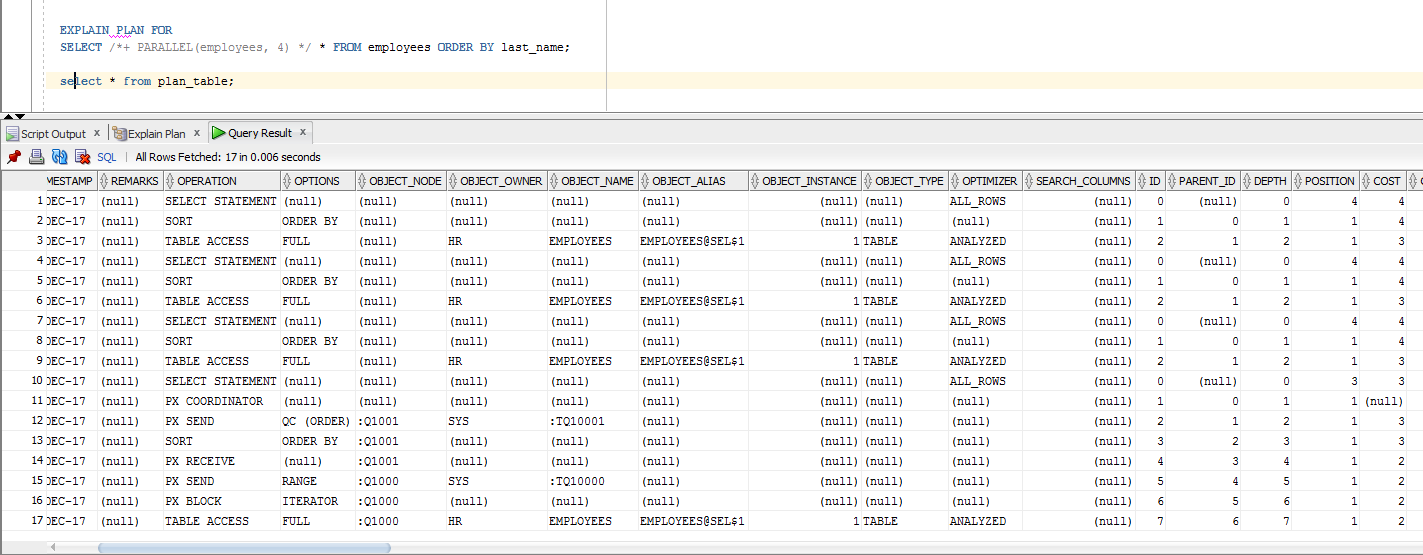 EXPLAIN PLAN FOR
SELECT /*+ PARALLEL(employees, 4) */ * FROM employees ORDER BY last_name;
select * from plan_table;
Script Output x Explain Plan x Query Result x
SQL | All Rows Fetched: 17 in 0.006 seconds
MESTAMP REMARKS OPERATION OPTIONS OBJECT_NODE OBJECT_OWNER OBJECT_NAME OBJECT_ALIAS OBJECT_INSTANCE OBJECT_TYPE OPTIMIZER SEARCH_COLUMNS ID PARENT_ID DEPTH POSITION COST
1 DEC-17 (null) SELECT STATEMENT (null) (null) (null) (null) (null) (null) (null) ALL_ROWS (null) 0 (null) 0 4 4
2 DEC-17 (null) SORT ORDER BY (null) (null) (null) (null) (null) (null) (null) (null) 1 0 1 1 4
3 DEC-17 (null) TABLE ACCESS FULL (null) HR EMPLOYEES EMPLOYEES@SEL$1 1 TABLE ANALYZED (null) 2 1 2 1 3
4 DEC-17 (null) SELECT STATEMENT (null) (null) (null) (null) (null) (null) (null) ALL_ROWS (null) 0 (null) 0 4 4
5 DEC-17 (null) SORT ORDER BY (null) (null) (null) (null) (null) (null) (null) (null) 1 0 1 1 4
6 DEC-17 (null) TABLE ACCESS FULL (null) HR EMPLOYEES EMPLOYEES@SEL$1 1 TABLE ANALYZED (null) 2 1 2 1 3
7 DEC-17 (null) SELECT STATEMENT (null) (null) (null) (null) (null) (null) (null) ALL_ROWS (null) 0 (null) 0 4 4
8 DEC-17 (null) SORT ORDER BY (null) (null) (null) (null) (null) (null) (null) (null) 1 0 1 1 4
9 DEC-17 (null) TABLE ACCESS FULL (null) HR EMPLOYEES EMPLOYEES@SEL$1 1 TABLE ANALYZED (null) 2 1 2 1 3
10 DEC-17 (null) SELECT STATEMENT (null) (null) (null) (null) (null) (null) (null) ALL_ROWS (null) 0 (null) 0 3 3
11 DEC-17 (null) PX COORDINATOR (null) (null) (null) (null) (null) (null) (null) (null) (null) 1 0 1 1 (null)
12 DEC-17 (null) PX SEND QC (ORDER) :Q1001 SYS :TQ10001 (null) (null) (null) (null) (null) 2 1 2 1 3
13 DEC-17 (null) SORT ORDER BY :Q1001 (null) (null) (null) (null) (null) (null) (null) 3 2 3 1 3
14 DEC-17 (null) PX RECEIVE (null) :Q1001 (null) (null) (null) (null) (null) (null) (null) 4 3 4 1 2
15 DEC-17 (null) PX SEND RANGE :Q1000 SYS :TQ10000 (null) (null) (null) (null) (null) 5 4 5 1 2
16 DEC-17 (null) PX BLOCK ITERATOR :Q1000 (null) (null) (null) (null) (null) (null) (null) 6 5 6 1 2
17 DEC-17 (null) TABLE ACCESS FULL :Q1000 HR EMPLOYEES EMPLOYEES@SEL$1 1 TABLE ANALYZED (null) 7 6 7 1 2